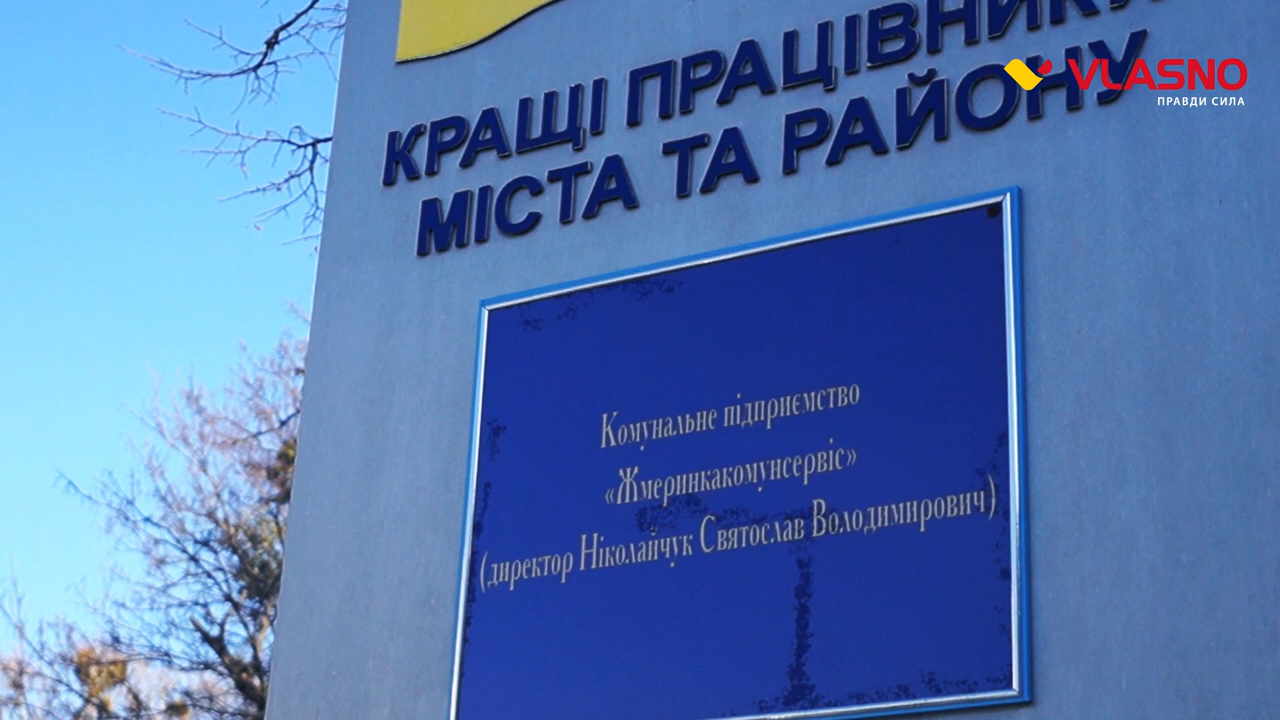 КРАЩІ ПРАЦІВНИКИ
МІСТА ТА РАЙОНУ
VLASNO
ПРАВДИ СИЛА
Комунальне підприємство
«Жмеринкакомунсервіс»
(директор Ніколайчук Святослав Володимирович)